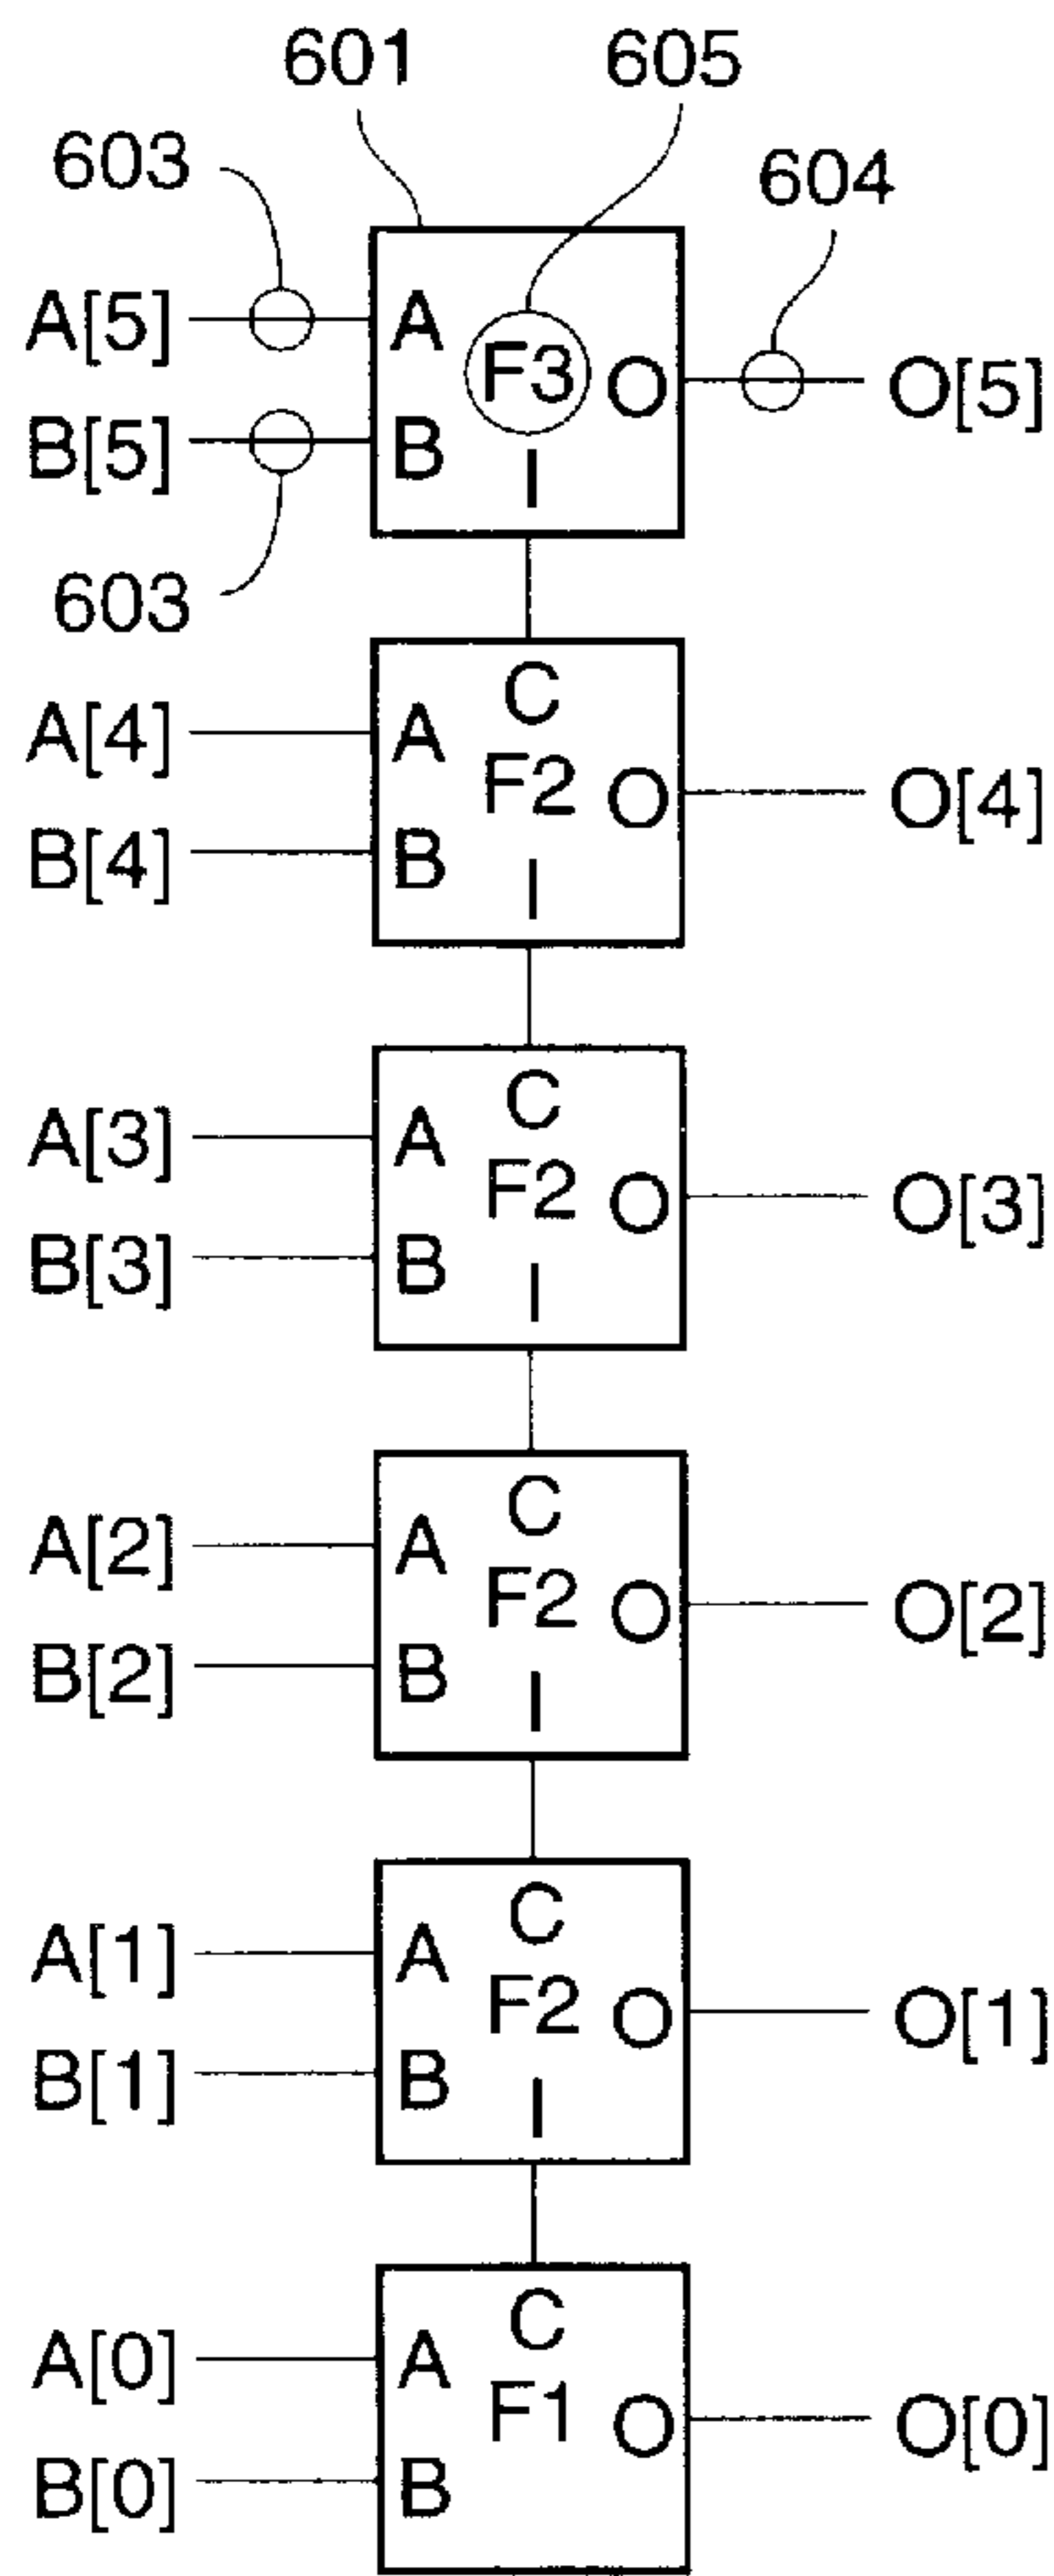 601 605
603 604
A[5] A F3 O O[5]
B[5] B I
603
C
A[4] A F2 O O[4]
B[4] B I
C
A[3] A F2 O O[3]
B[3] B I
C
A[2] A F2 O O[2]
B[2] B I
C
A[1] A F2 O O[1]
B[1] B I
C
A[0] A F1 O O[0]
B[0] B